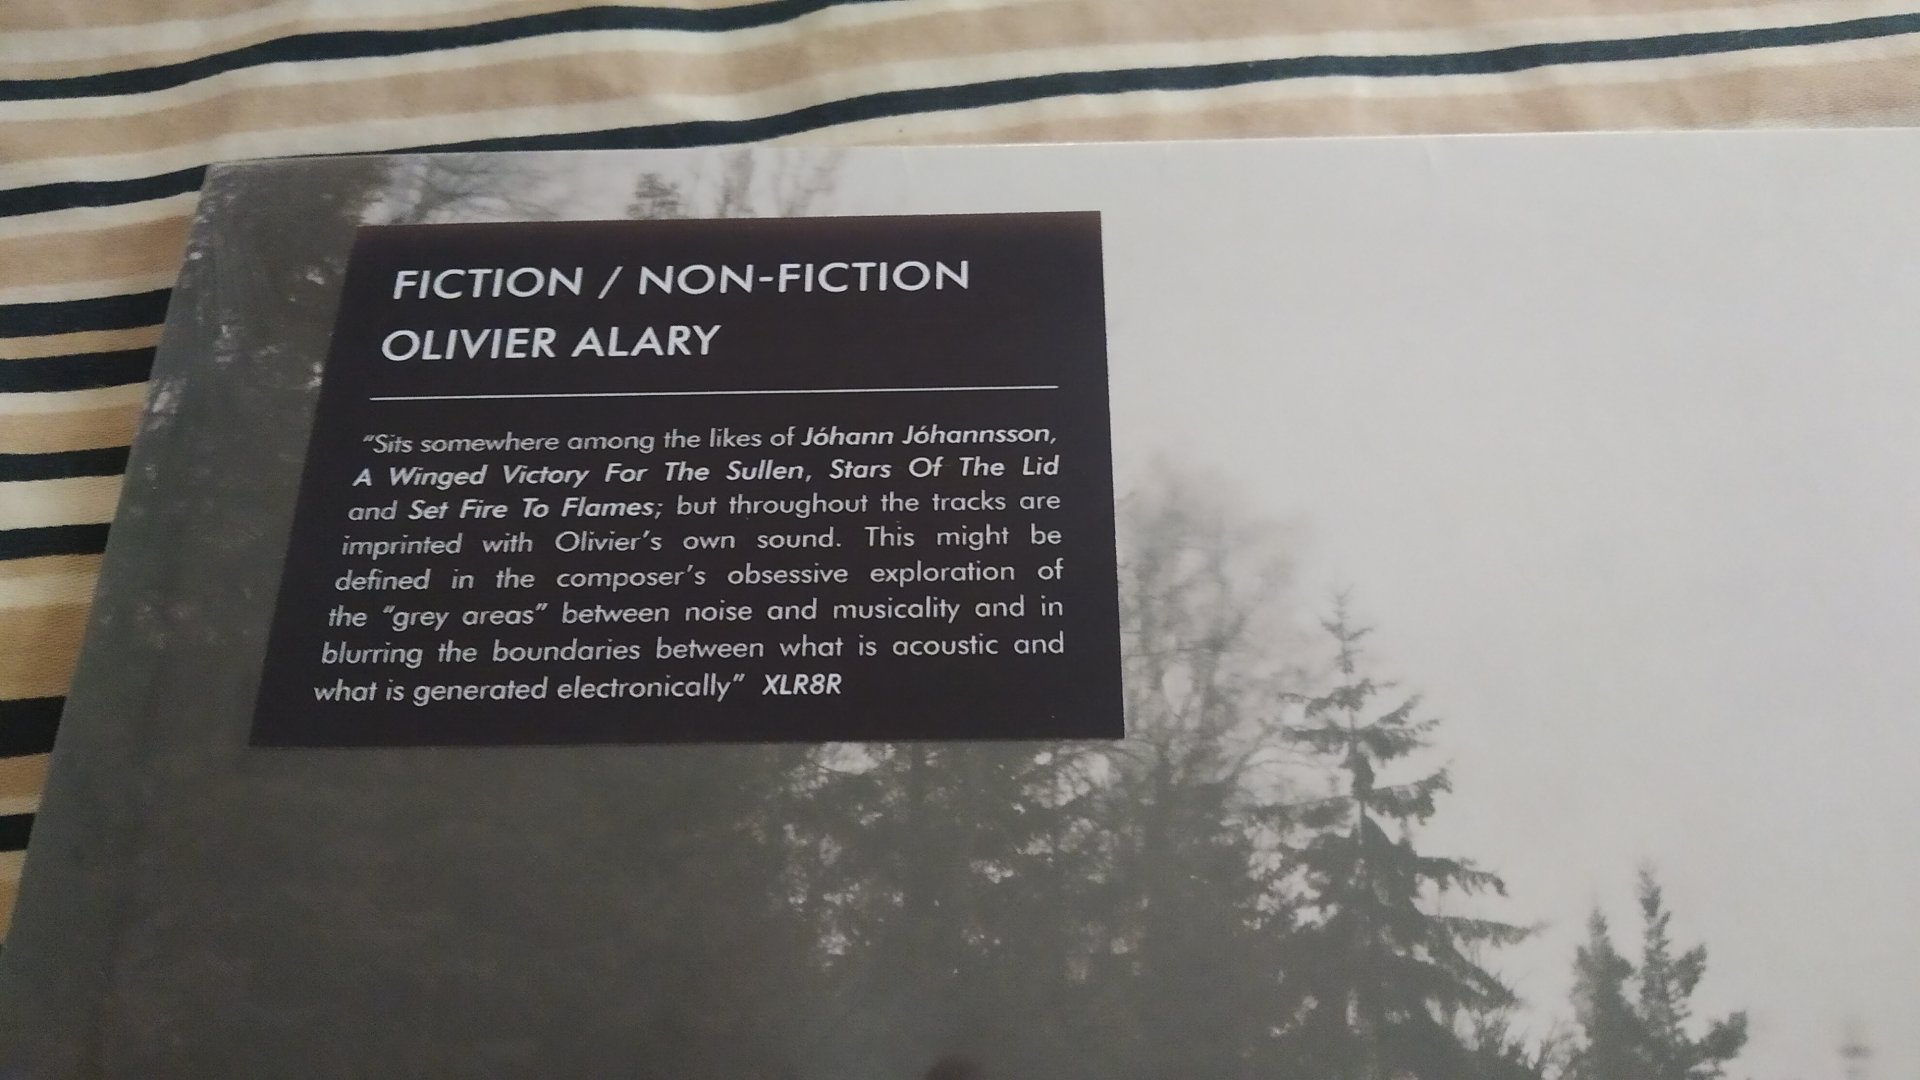 FICTION / NON-FICTION
OLIVIER ALARY
“Sits somewhere among the likes of Jóhann Jóhannsson,
A Winged Victory For The Sullen, Stars Of The Lid
and Set Fire To Flames; but throughout the tracks are
imprinted with Olivier’s own sound. This might be
defined in the composer’s obsessive exploration of
the “grey areas” between noise and musicality and in
blurring the boundaries between what is acoustic and
what is generated electronically” XLR8R